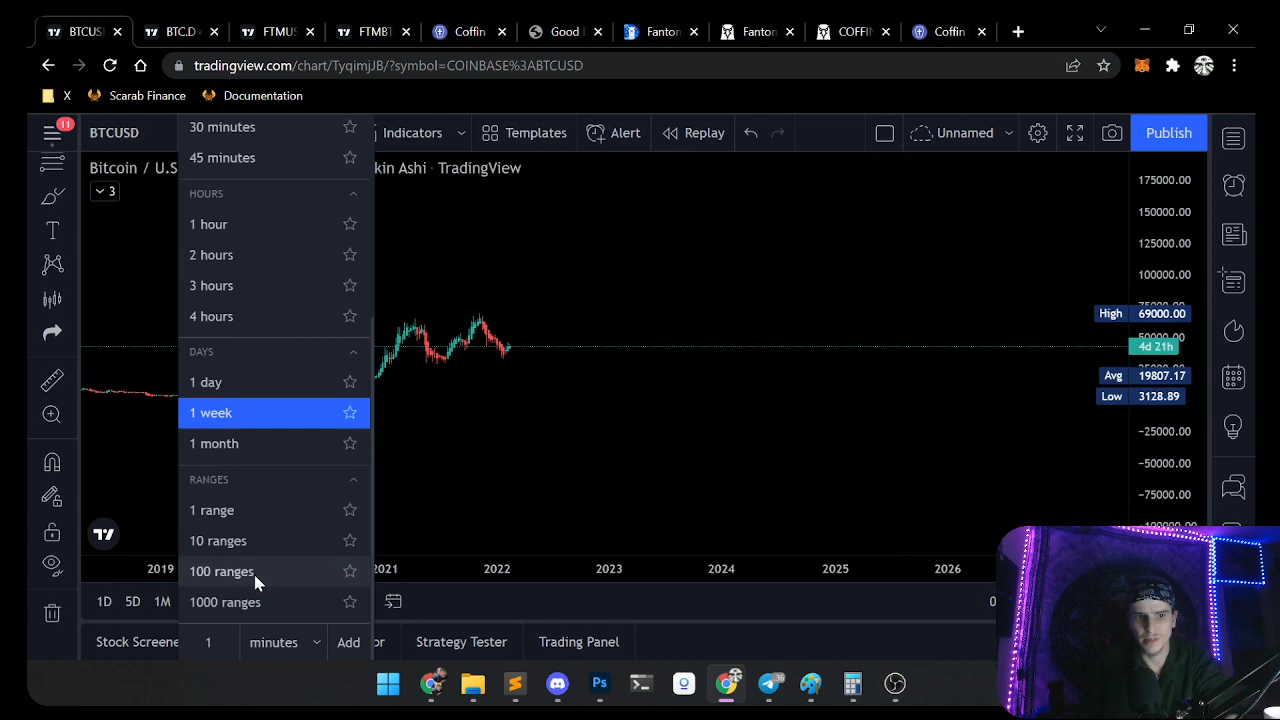 BTCUS
BTC.D
FTMUS
FTMBT
Coffin
Good
Fanton
Fanton
COFFIN
Coffin
tradingview.com/chart/TyqimjJB/?symbol=COINBASE%3ABTCUSD
X
Scarab Finance
Documentation
11
BTCUSD
30 minutes
Indicators
Templates
Alert
Replay
Unnamed
Publish
45 minutes
Bitcoin / U.S
kin Ashi · TradingView
3
HOURS
1 hour
2 hours
3 hours
4 hours
DAYS
1 day
1 week
1 month
RANGES
1 range
10 ranges
100 ranges
1000 ranges
175000.00
150000.00
125000.00
100000.00
High 69000.00
4d 21h
Avg 19807.17
Low 3128.89
−25000.00
−50000.00
−75000.00
2019
2021
2022
2023
2024
2025
2026
1D 5D 1M
Stock Screene
1
minutes
Add
or
Strategy Tester
Trading Panel
36
Ps